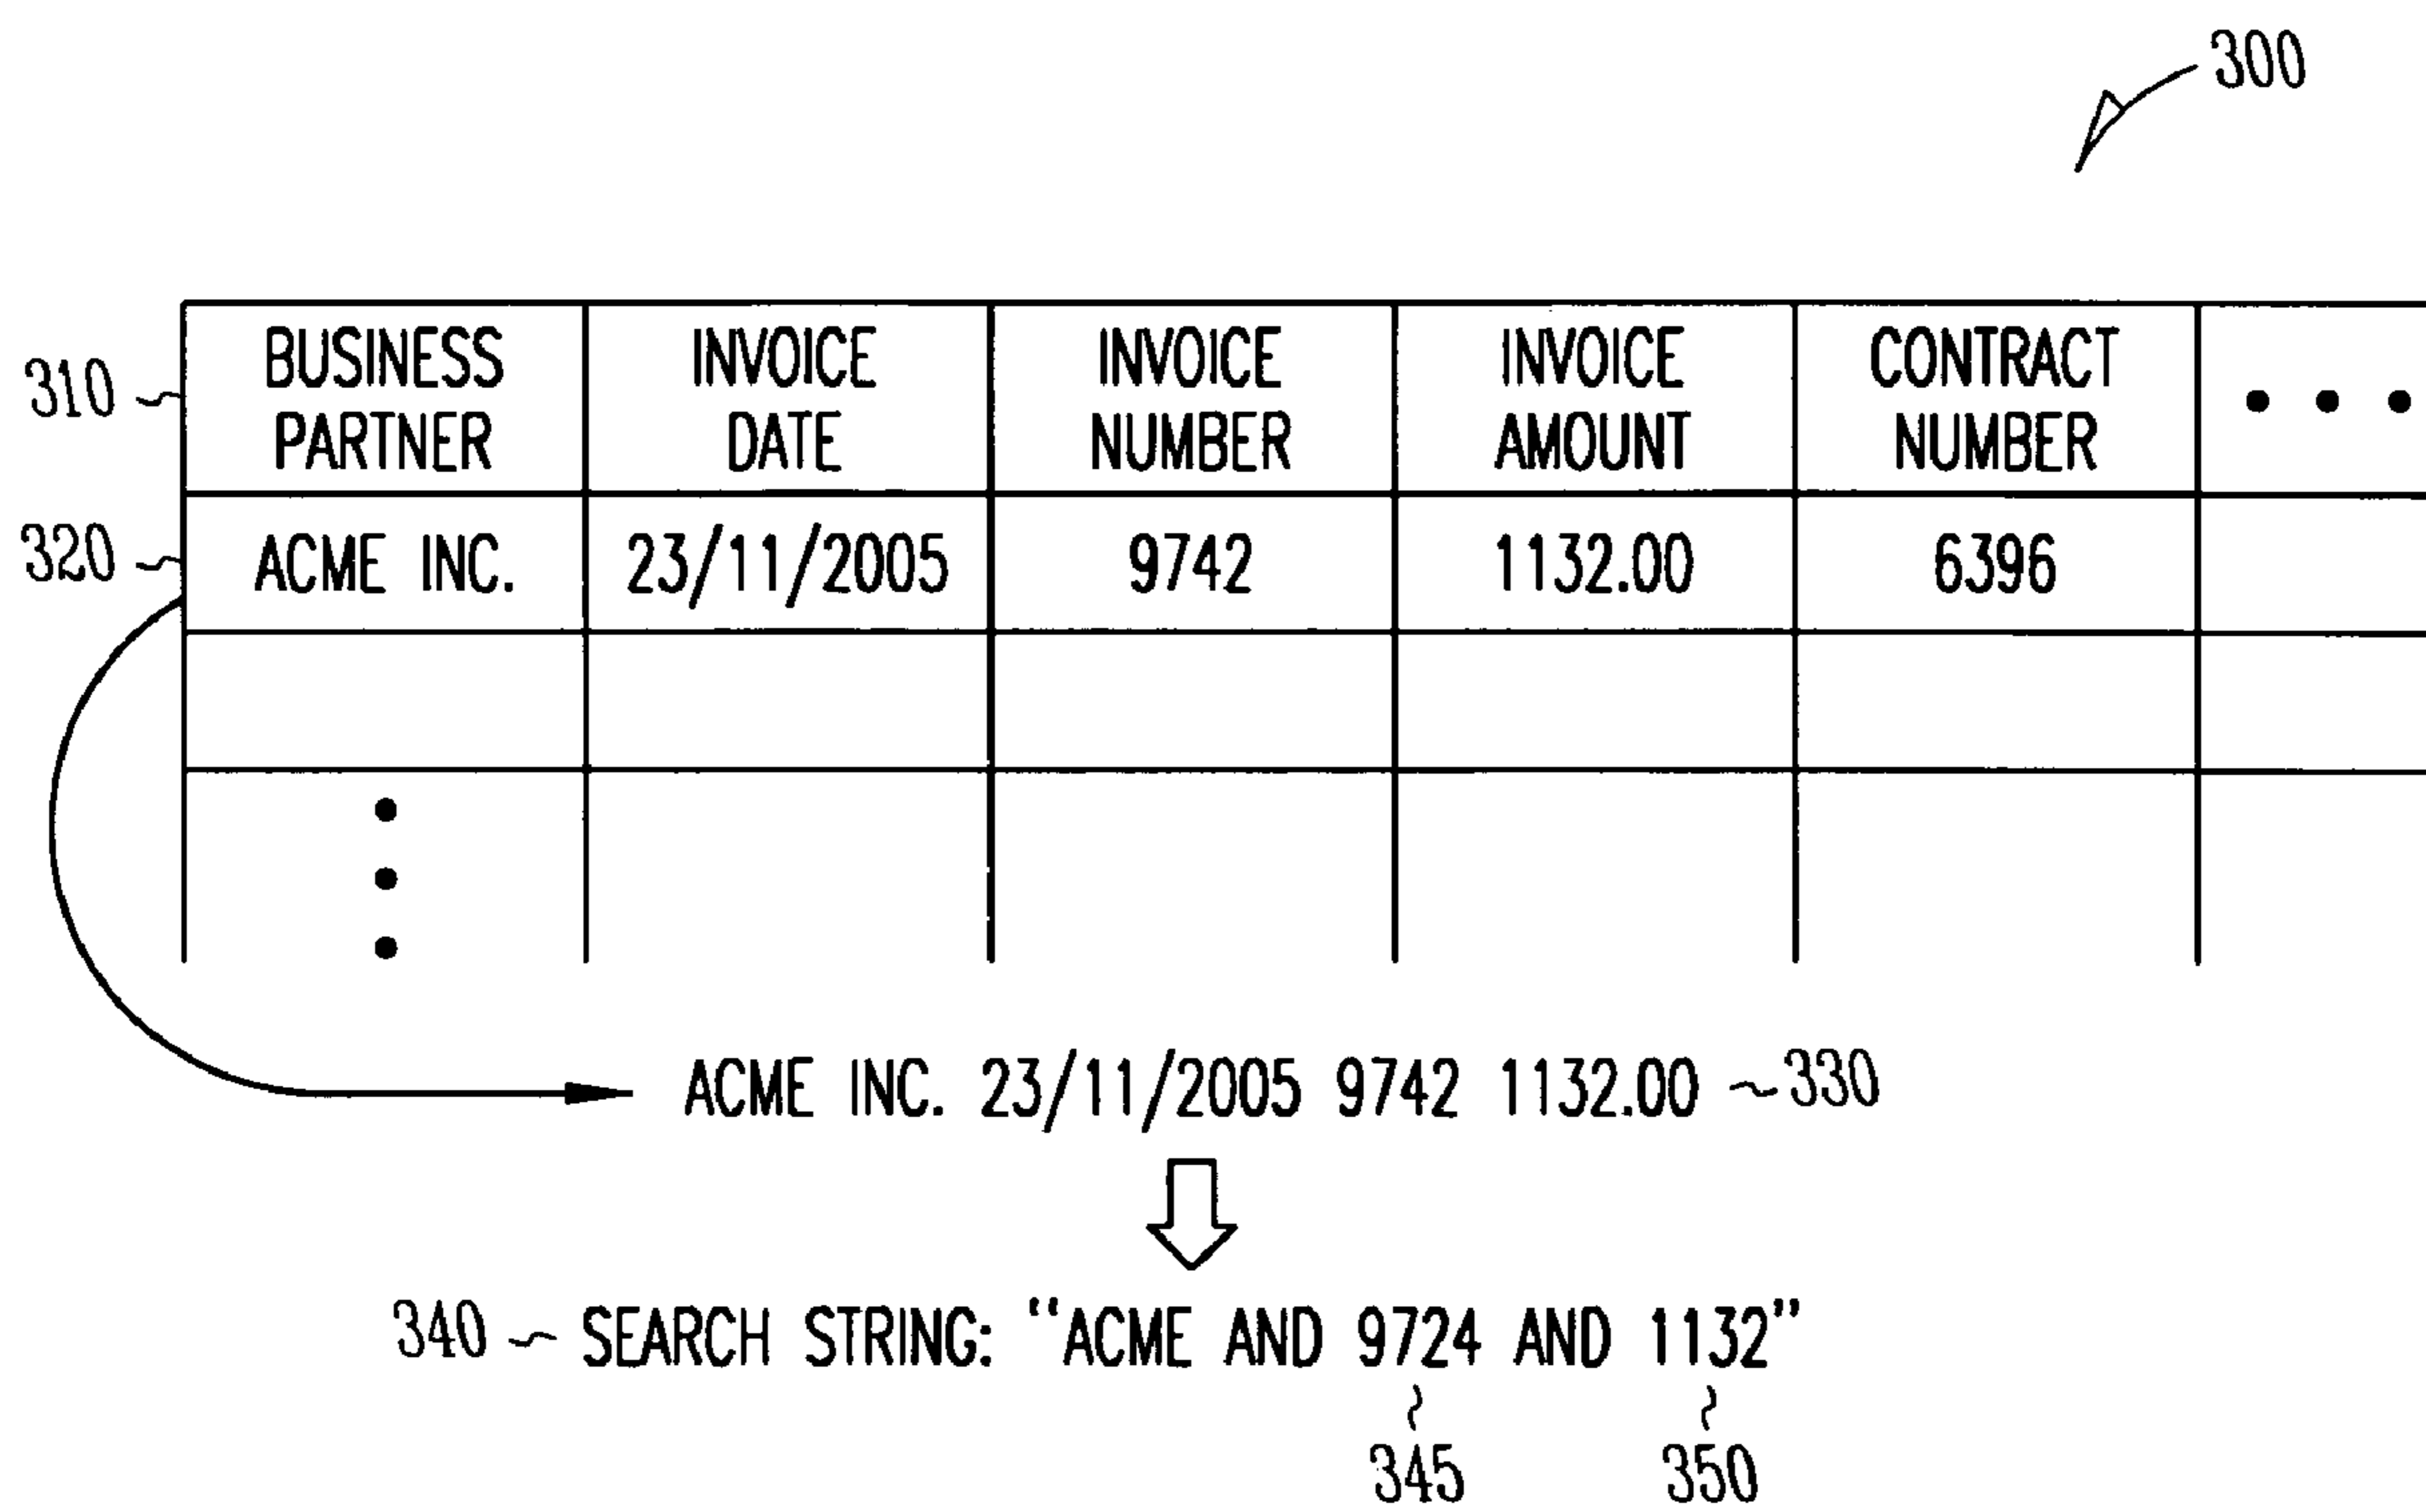 300
310 BUSINESS PARTNER INVOICE DATE INVOICE NUMBER INVOICE AMOUNT CONTRACT NUMBER • • •
320 ACME INC. 23/11/2005 9742 1132.00 6396
ACME INC. 23/11/2005 9742 1132.00 ~330
340 ~ SEARCH STRING: “ACME AND 9724 AND 1132”
345 350